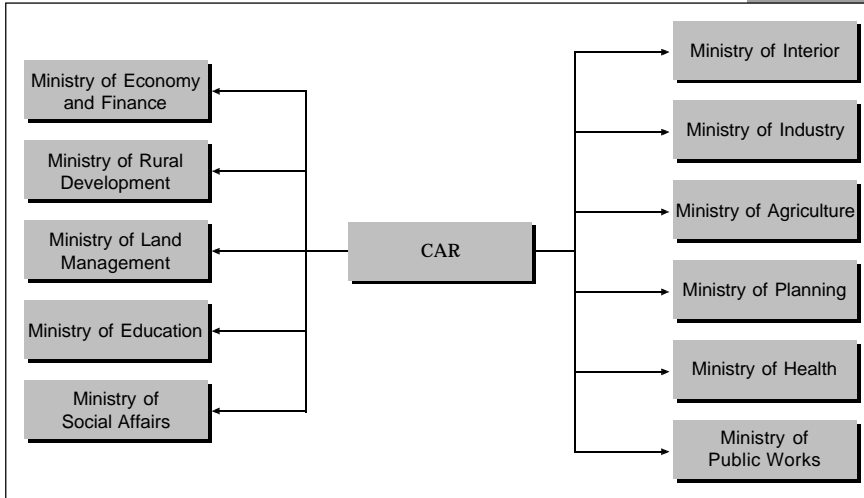 Ministry of Economy
and Finance
Ministry of Rural
Development
Ministry of Land
Management
Ministry of Education
Ministry of
Social Affairs
CAR
Ministry of Interior
Ministry of Industry
Ministry of Agriculture
Ministry of Planning
Ministry of Health
Ministry of
Public Works